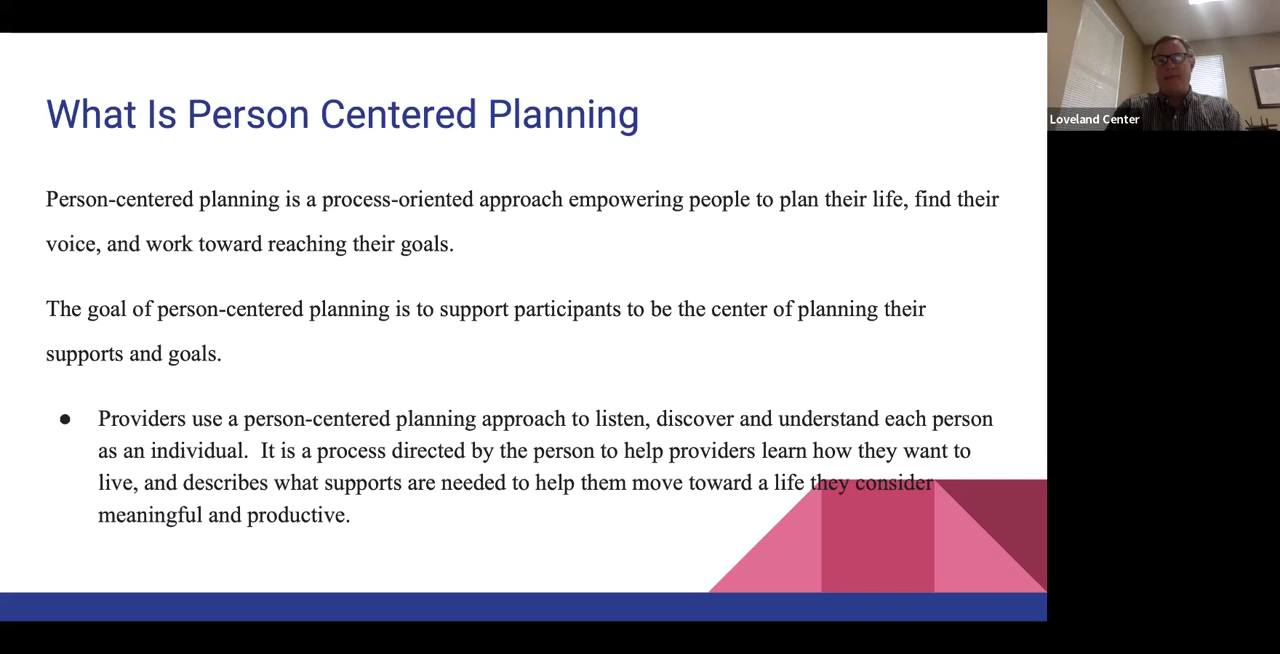 What Is Person Centered Planning
Person-centered planning is a process-oriented approach empowering people to plan their life, find their
voice, and work toward reaching their goals.
The goal of person-centered planning is to support participants to be the center of planning their
supports and goals.
● Providers use a person-centered planning approach to listen, discover and understand each person
as an individual.  It is a process directed by the person to help providers learn how they want to
live, and describes what supports are needed to help them move toward a life they consider
meaningful and productive.
Loveland Center